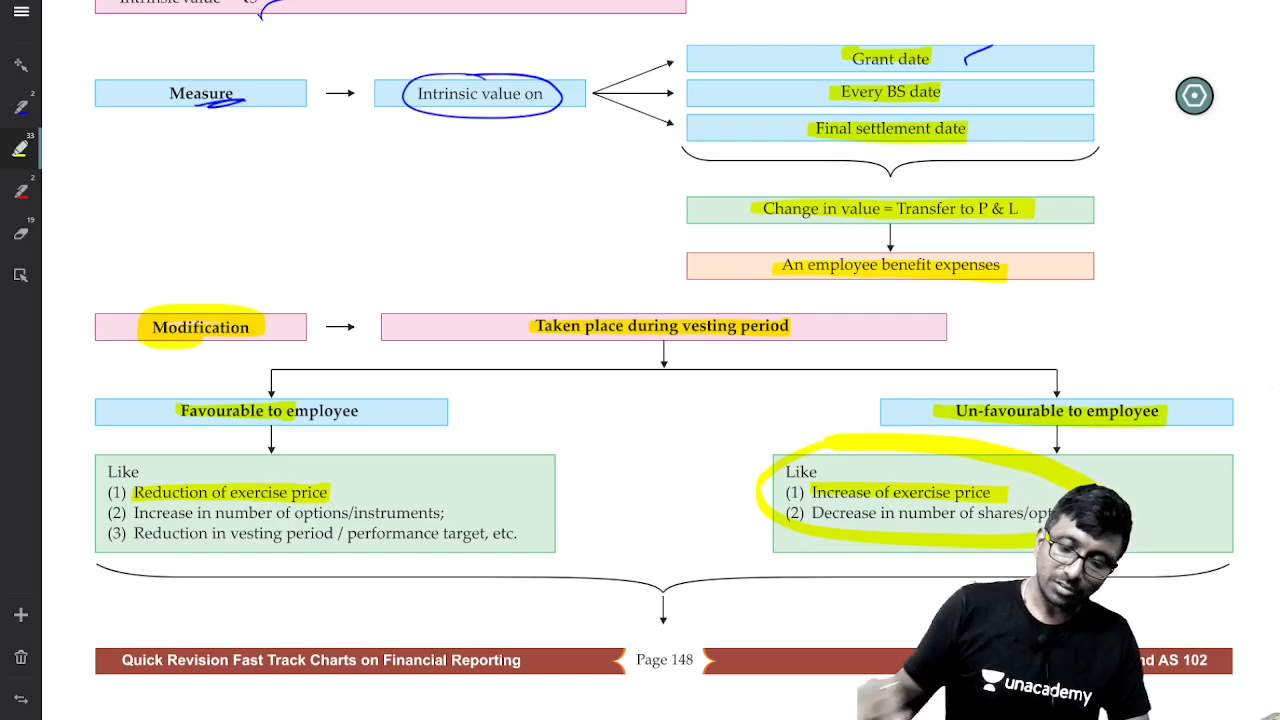 Grant date
Measure
Intrinsic value on
Every BS date
Final settlement date
Change in value = Transfer to P & L
An employee benefit expenses
Modification
Taken place during vesting period
Favourable to employee
Un-favourable to employee
Like
(1) Reduction of exercise price
(2) Increase in number of options/instruments;
(3) Reduction in vesting period / performance target, etc.
Like
(1) Increase of exercise price
(2) Decrease in number of shares/opt
Quick Revision Fast Track Charts on Financial Reporting
Page 148
nd AS 102
unacademy
2
33
2
19